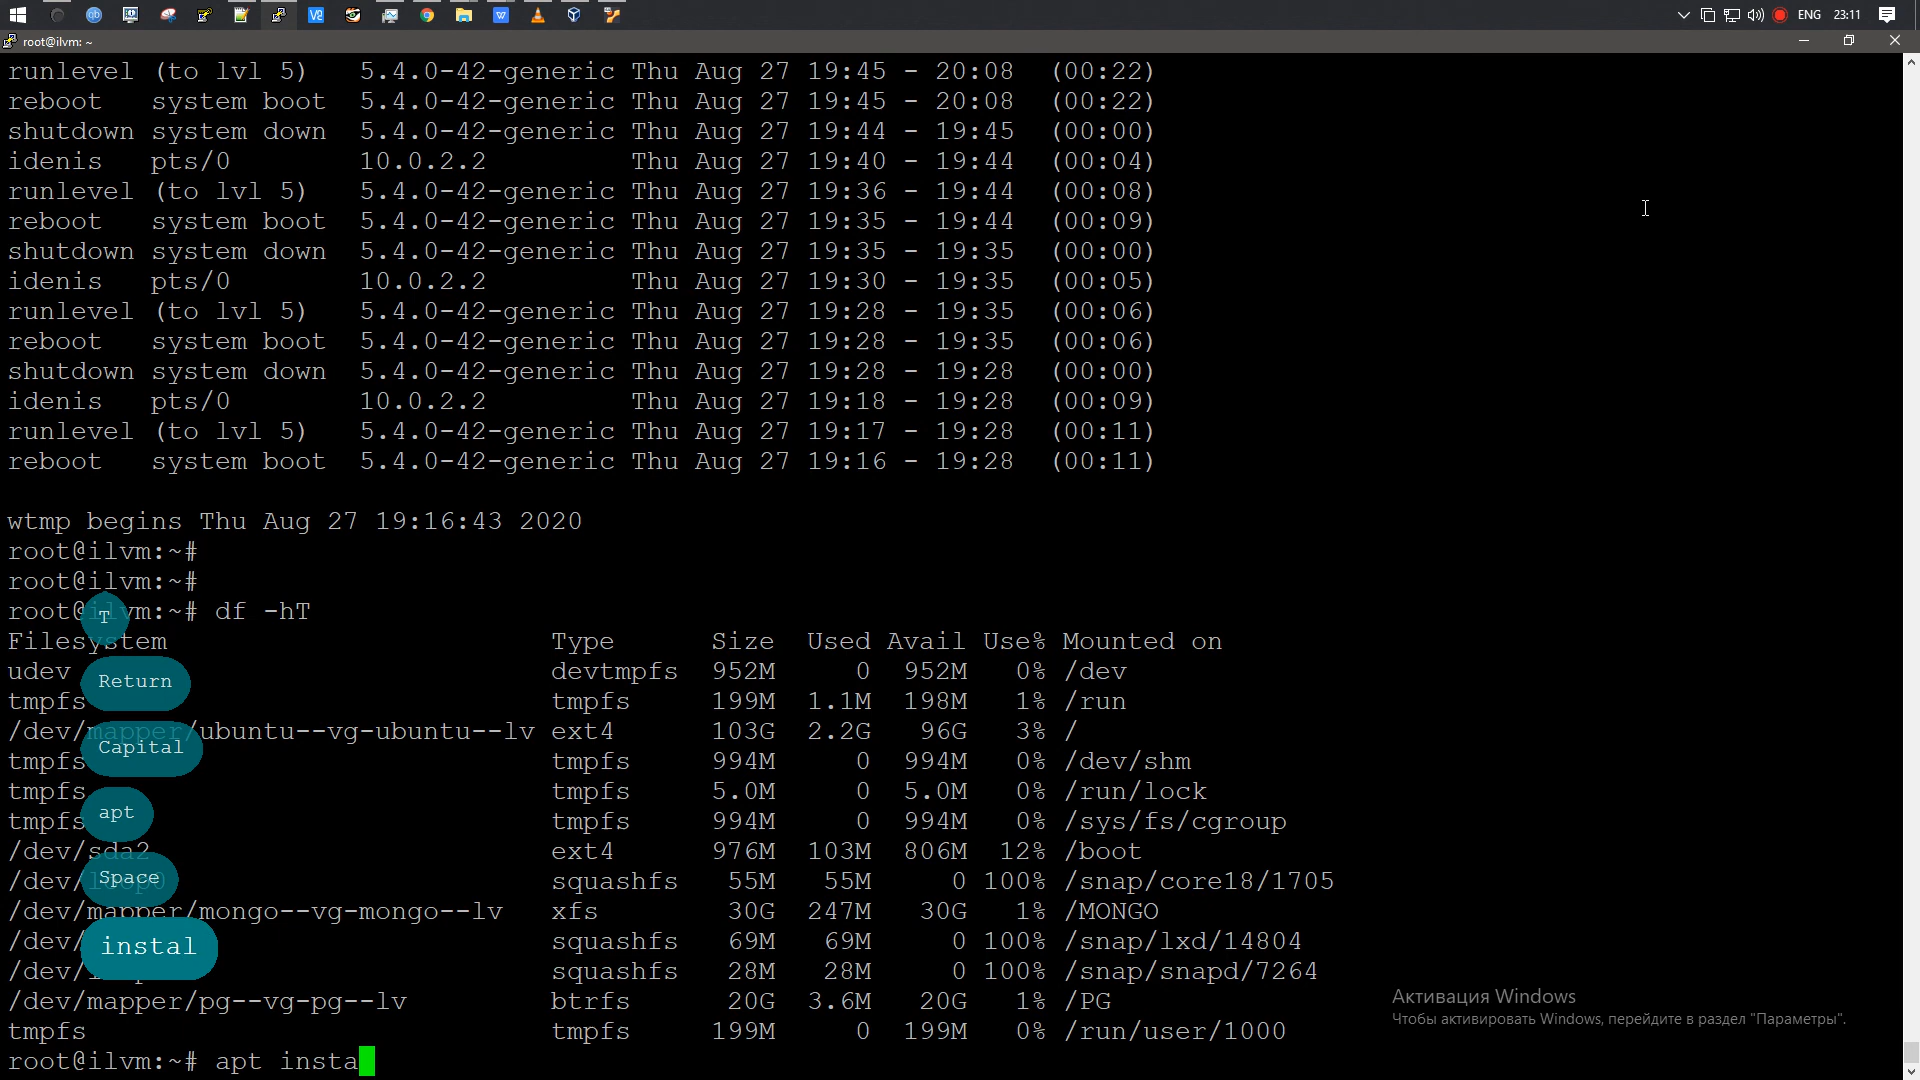 ENG 23:11
root@ilvm: ~
runlevel (to lvl 5) 5.4.0-42-generic Thu Aug 27 19:45 - 20:08 (00:22)
reboot system boot 5.4.0-42-generic Thu Aug 27 19:45 - 20:08 (00:22)
shutdown system down 5.4.0-42-generic Thu Aug 27 19:44 - 19:45 (00:00)
idenis pts/0 10.0.2.2 Thu Aug 27 19:40 - 19:44 (00:04)
runlevel (to lvl 5) 5.4.0-42-generic Thu Aug 27 19:36 - 19:44 (00:08)
reboot system boot 5.4.0-42-generic Thu Aug 27 19:35 - 19:44 (00:09)
shutdown system down 5.4.0-42-generic Thu Aug 27 19:35 - 19:35 (00:00)
idenis pts/0 10.0.2.2 Thu Aug 27 19:30 - 19:35 (00:05)
runlevel (to lvl 5) 5.4.0-42-generic Thu Aug 27 19:28 - 19:35 (00:06)
reboot system boot 5.4.0-42-generic Thu Aug 27 19:28 - 19:35 (00:06)
shutdown system down 5.4.0-42-generic Thu Aug 27 19:28 - 19:28 (00:00)
idenis pts/0 10.0.2.2 Thu Aug 27 19:18 - 19:28 (00:09)
runlevel (to lvl 5) 5.4.0-42-generic Thu Aug 27 19:17 - 19:28 (00:11)
reboot system boot 5.4.0-42-generic Thu Aug 27 19:16 - 19:28 (00:11)
wtmp begins Thu Aug 27 19:16:43 2020
root@ilvm:~#
root@ilvm:~#
root@ilvm:~# df -hT
T
Filesystem Type Size Used Avail Use% Mounted on
udev devtmpfs 952M 0 952M 0% /dev
Return
tmpfs tmpfs 199M 1.1M 198M 1% /run
/dev/mapper/ubuntu--vg-ubuntu--lv ext4 103G 2.2G 96G 3% /
Capital
tmpfs tmpfs 994M 0 994M 0% /dev/shm
tmpfs tmpfs 5.0M 0 5.0M 0% /run/lock
apt
tmpfs tmpfs 994M 0 994M 0% /sys/fs/cgroup
/dev/sda2 ext4 976M 103M 806M 12% /boot
Space
/dev/loop0 squashfs 55M 55M 0 100% /snap/core18/1705
/dev/mapper/mongo--vg-mongo--lv xfs 30G 247M 30G 1% /MONGO
instal
/dev/ squashfs 69M 69M 0 100% /snap/lxd/14804
/dev/ squashfs 28M 28M 0 100% /snap/snapd/7264
/dev/mapper/pg--vg-pg--lv btrfs 20G 3.6M 20G 1% /PG
tmpfs tmpfs 199M 0 199M 0% /run/user/1000
root@ilvm:~# apt insta
Активация Windows
Чтобы активировать Windows, перейдите в раздел "Параметры".